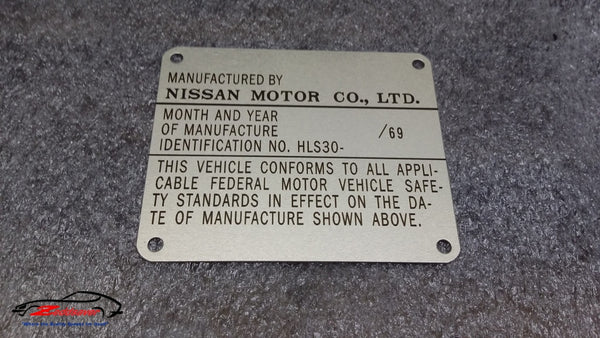 MANUFACTURED BY
NISSAN MOTOR CO., LTD.
MONTH AND YEAR
OF MANUFACTURE /69
IDENTIFICATION NO. HLS30-
THIS VEHICLE CONFORMS TO ALL APPLI-
CABLE FEDERAL MOTOR VEHICLE SAFE-
TY STANDARDS IN EFFECT ON THE DA-
TE OF MANUFACTURE SHOWN ABOVE.